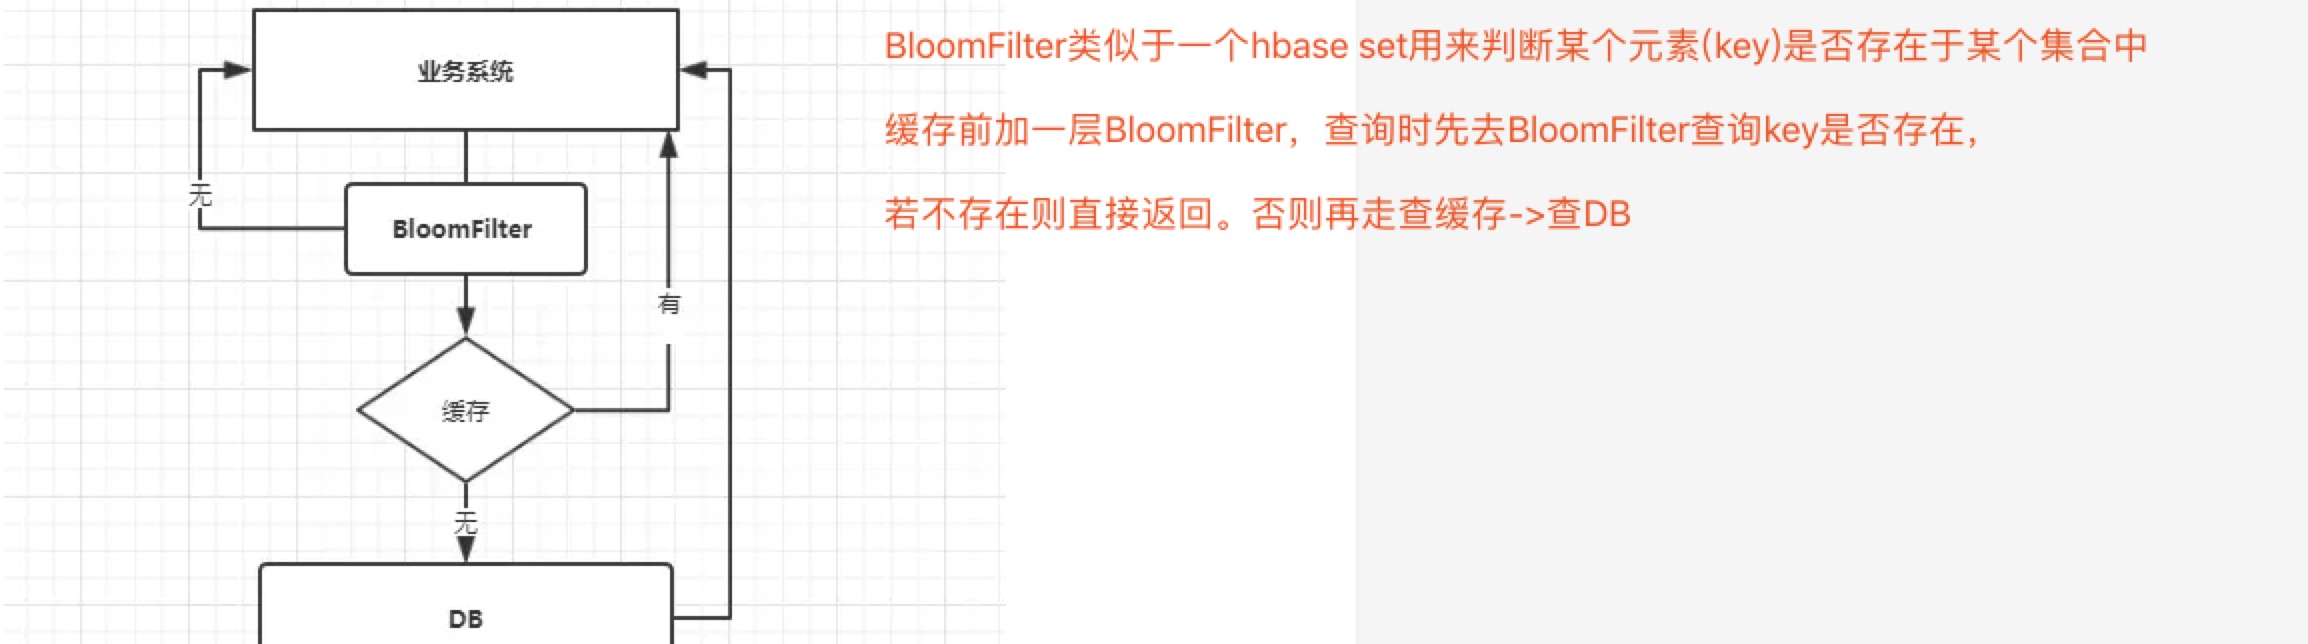 业务系统
BloomFilter类似于一个hbase set用来判断某个元素(key)是否存在于某个集合中
缓存前加一层BloomFilter，查询时先去BloomFilter查询key是否存在，
若不存在则直接返回。否则再走查缓存->查DB
无
BloomFilter
有
缓存
无
DB